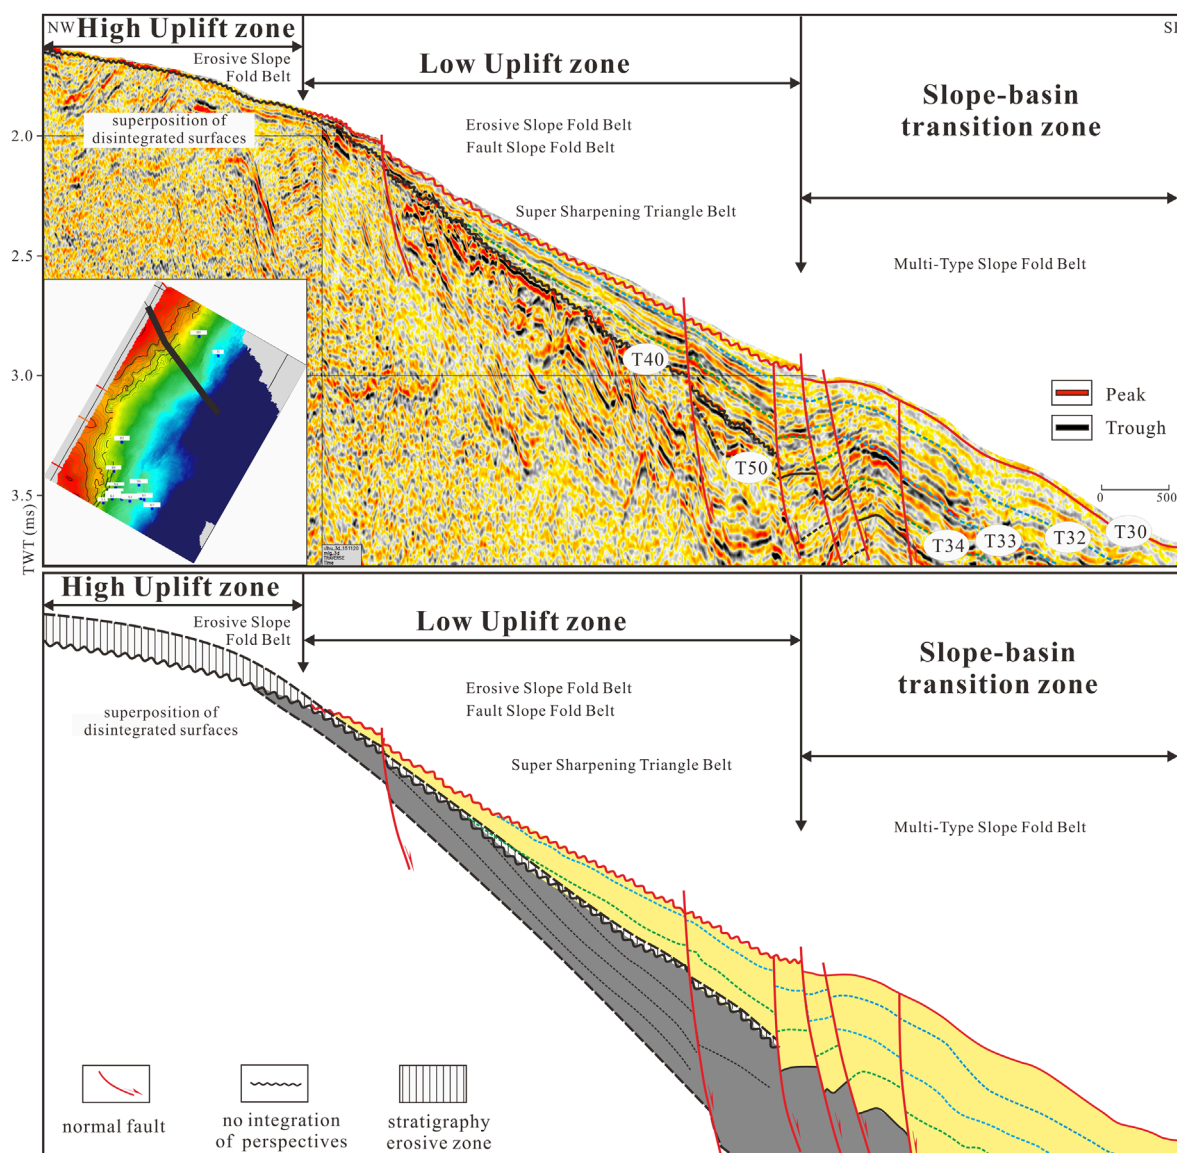 NW
High Uplift zone
Erosive Slope
Fold Belt
superposition of
disintegrated surfaces
Low Uplift zone
Erosive Slope Fold Belt
Fault Slope Fold Belt
Super Sharpening Triangle Belt
Slope-basin
transition zone
Multi-Type Slope Fold Belt
2.0
2.5
3.0
3.5
TWT (ms)
T40
T50
T34
T33
T32
T30
Peak
Trough
0
500
High Uplift zone
Erosive Slope
Fold Belt
superposition of
disintegrated surfaces
Low Uplift zone
Erosive Slope Fold Belt
Fault Slope Fold Belt
Super Sharpening Triangle Belt
Slope-basin
transition zone
Multi-Type Slope Fold Belt
normal fault
no integration
of perspectives
stratigraphy
erosive zone